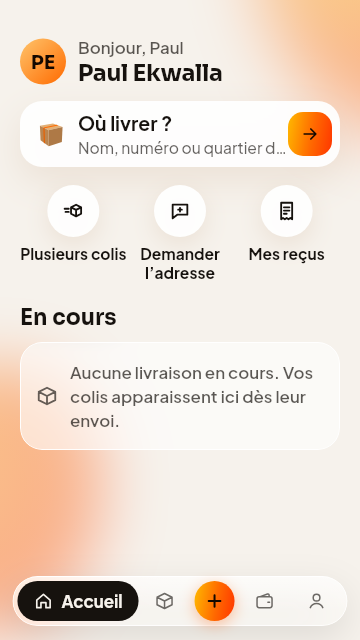 PE
Bonjour, Paul
Paul Ekwalla
Où livrer ?
Nom, numéro ou quartier d…
Plusieurs colis
Demander
l’adresse
Mes reçus
En cours
Aucune livraison en cours. Vos
colis apparaissent ici dès leur
envoi.
Accueil